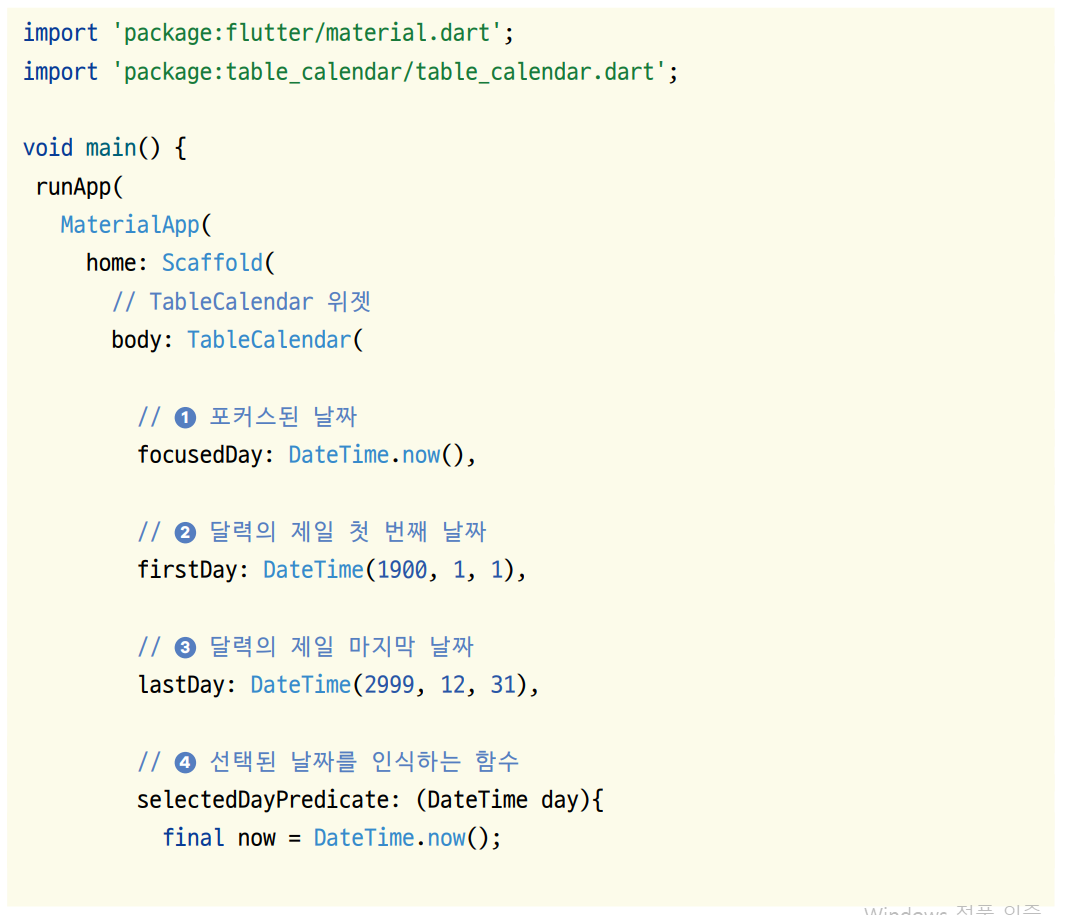 import 'package:flutter/material.dart';
import 'package:table_calendar/table_calendar.dart';
void main() {
runApp(
MaterialApp(
home: Scaffold(
// TableCalendar 위젯
body: TableCalendar(
// ❶ 포커스된 날짜
focusedDay: DateTime.now(),
// ❷ 달력의 제일 첫 번째 날짜
firstDay: DateTime(1900, 1, 1),
// ❸ 달력의 제일 마지막 날짜
lastDay: DateTime(2999, 12, 31),
// ❹ 선택된 날짜를 인식하는 함수
selectedDayPredicate: (DateTime day){
final now = DateTime.now();
Windows 정품 인증